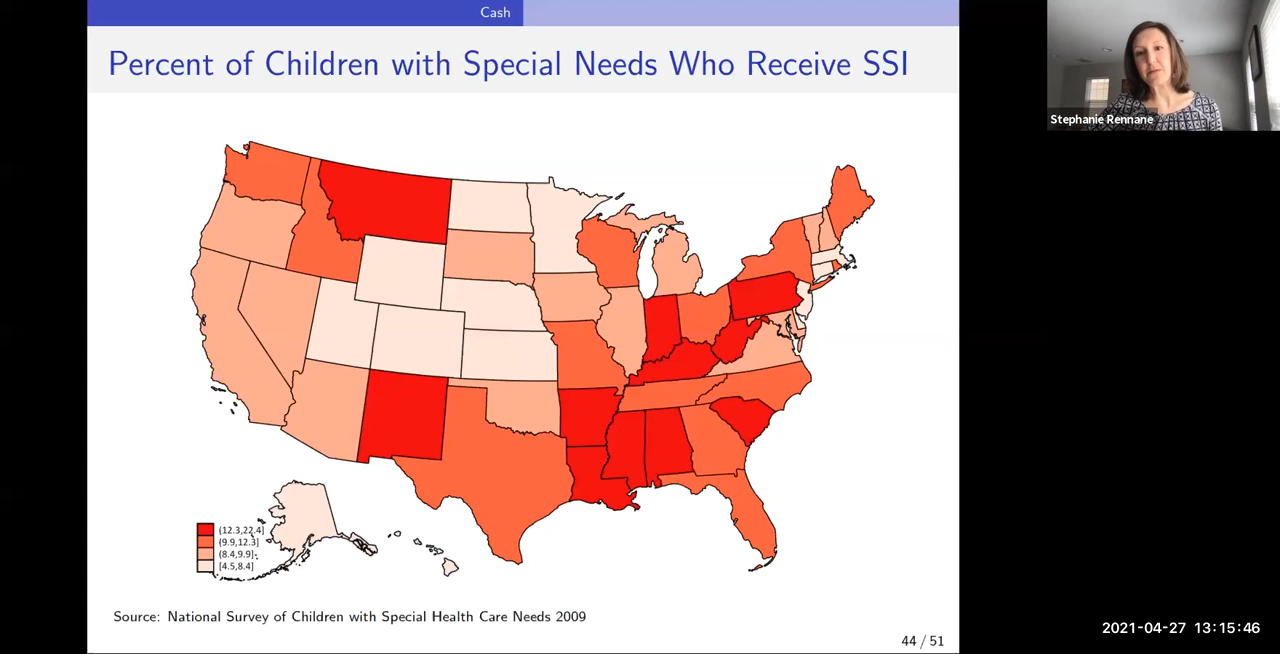 Cash
Percent of Children with Special Needs Who Receive SSI
Stephanie Rennane
(12.3,22.4]
(9.9,12.3]
(8.4,9.9]
[4.5,8.4]
Source: National Survey of Children with Special Health Care Needs 2009
44 / 51
2021-04-27 13:15:46